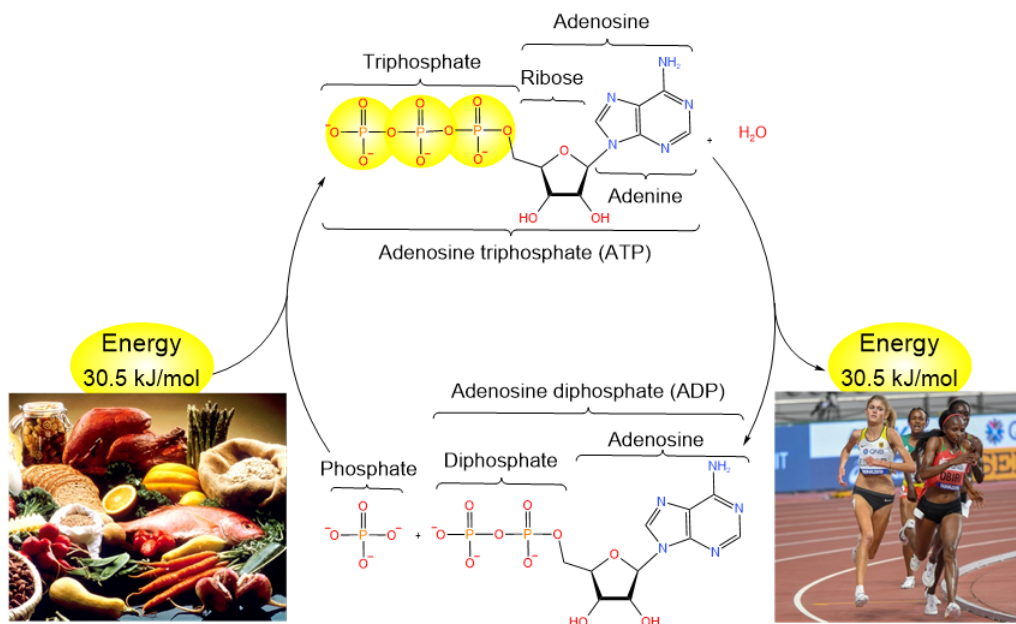 Adenosine
NH₂
Triphosphate
Ribose
O O O N N
⁻O P O P O P O
O⁻ O⁻ O⁻ O N N + H₂O
Adenine
HO OH
Adenosine triphosphate (ATP)
Energy
30.5 kJ/mol
Energy
30.5 kJ/mol
Adenosine diphosphate (ADP)
Adenosine
Phosphate
Diphosphate
NH₂
O O O N N
⁻O P O⁻ + ⁻O P O P O
O⁻ O⁻ O⁻ O N N
HO OH
QNB